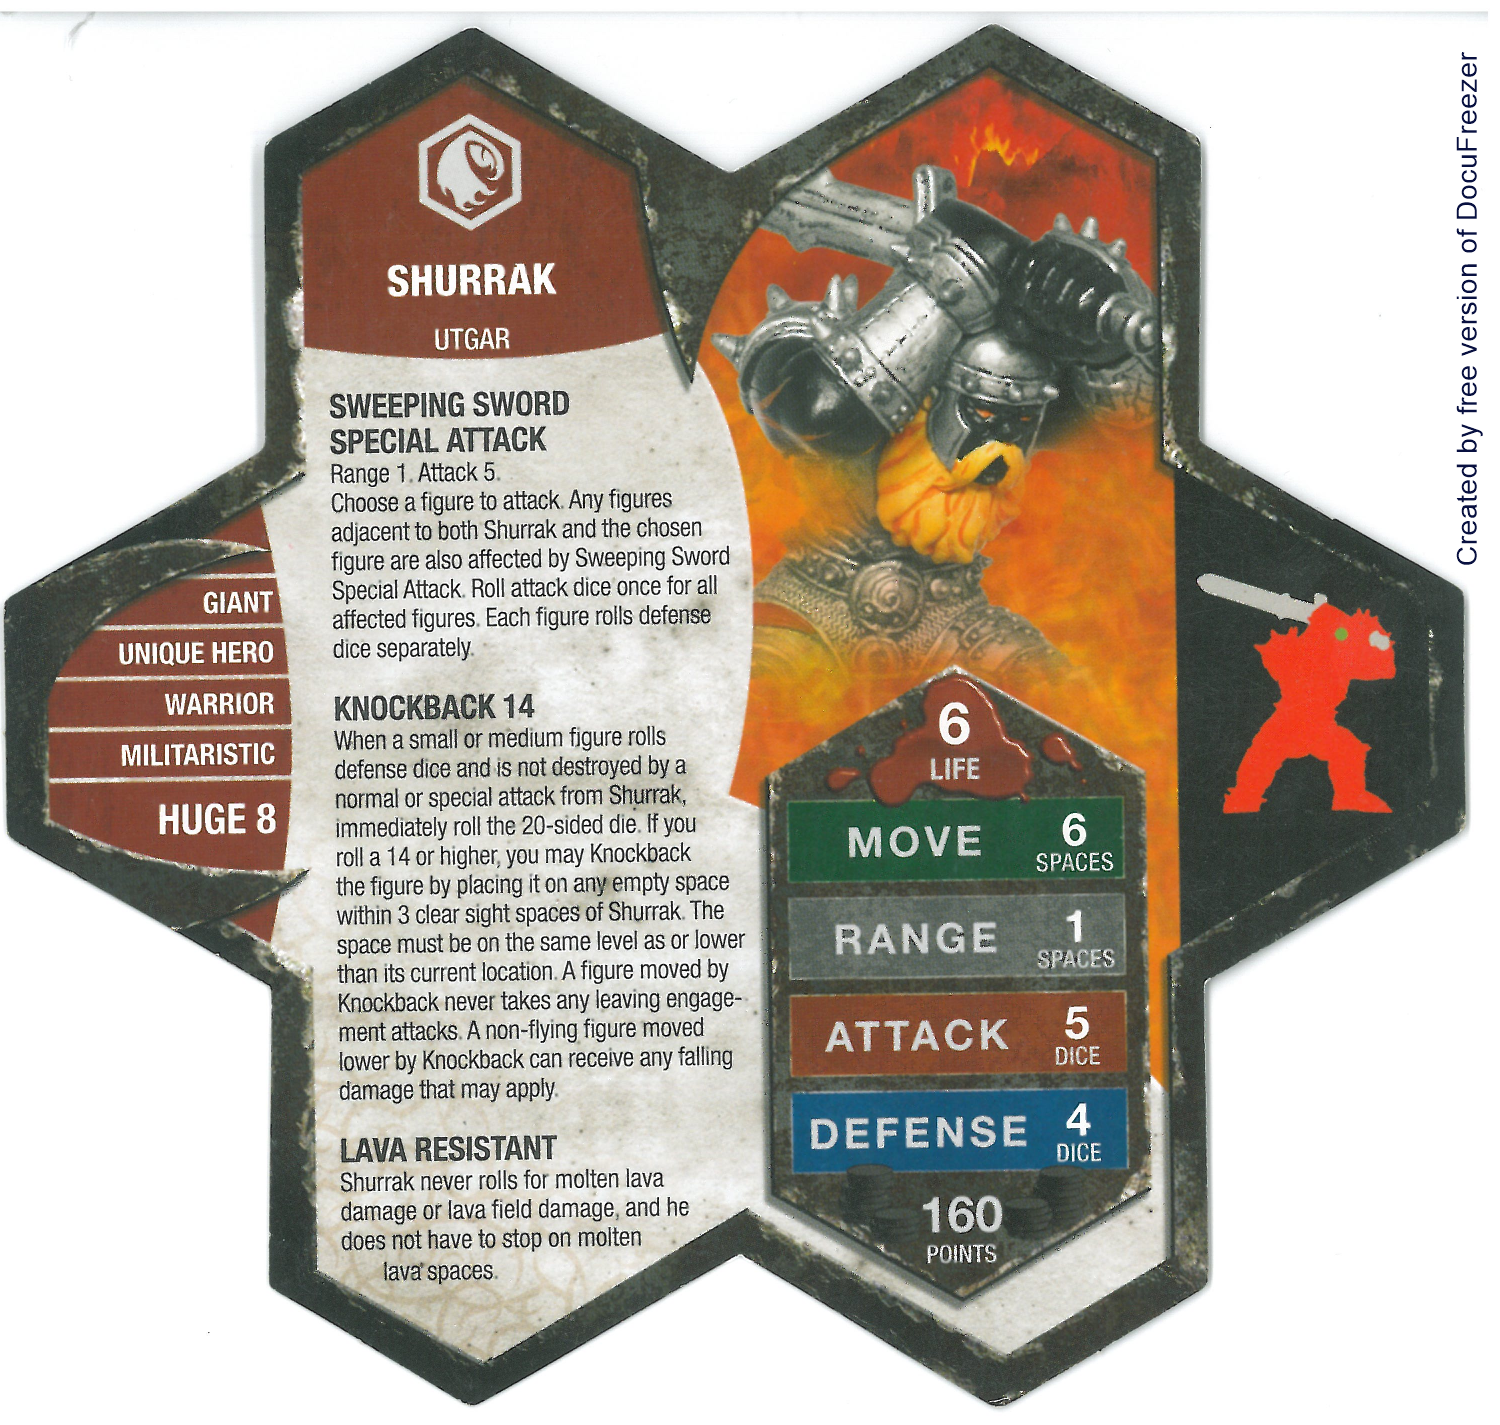 SHURRAK
UTGAR
SWEEPING SWORD
SPECIAL ATTACK
Range 1. Attack 5.
Choose a figure to attack. Any figures
adjacent to both Shurrak and the chosen
figure are also affected by Sweeping Sword
Special Attack. Roll attack dice once for all
affected figures. Each figure rolls defense
dice separately.
KNOCKBACK 14
When a small or medium figure rolls
defense dice and is not destroyed by a
normal or special attack from Shurrak,
immediately roll the 20-sided die. If you
roll a 14 or higher, you may Knockback
the figure by placing it on any empty space
within 3 clear sight spaces of Shurrak. The
space must be on the same level as or lower
than its current location. A figure moved by
Knockback never takes any leaving engage-
ment attacks. A non-flying figure moved
lower by Knockback can receive any falling
damage that may apply.
LAVA RESISTANT
Shurrak never rolls for molten lava
damage or lava field damage, and he
does not have to stop on molten
lava spaces.
GIANT
UNIQUE HERO
WARRIOR
MILITARISTIC
HUGE 8
6
LIFE
MOVE 6
SPACES
RANGE 1
SPACES
ATTACK 5
DICE
DEFENSE 4
DICE
160
POINTS
Created by free version of DocuFreezer